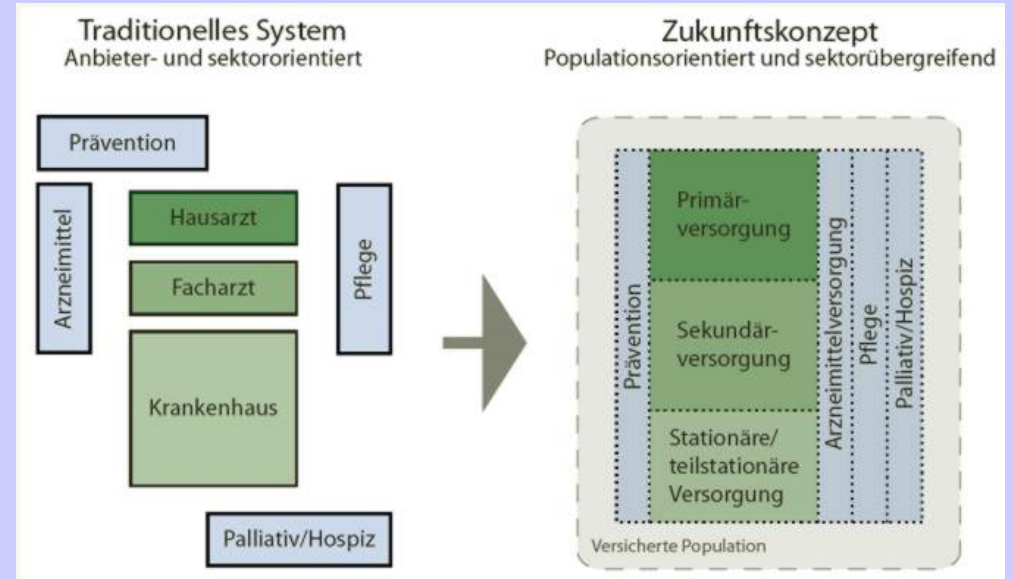 Traditionelles System
Anbieter- und sektororientiert
Prävention
Arzneimittel
Hausarzt
Facharzt
Krankenhaus
Pflege
Palliativ/Hospiz
Zukunftskonzept
Populationsorientiert und sektorübergreifend
Prävention
Primär-
versorgung
Sekundär-
versorgung
Stationäre/
teilstationäre
Versorgung
Arzneimittelversorgung
Pflege
Palliativ/Hospiz
Versicherte Population